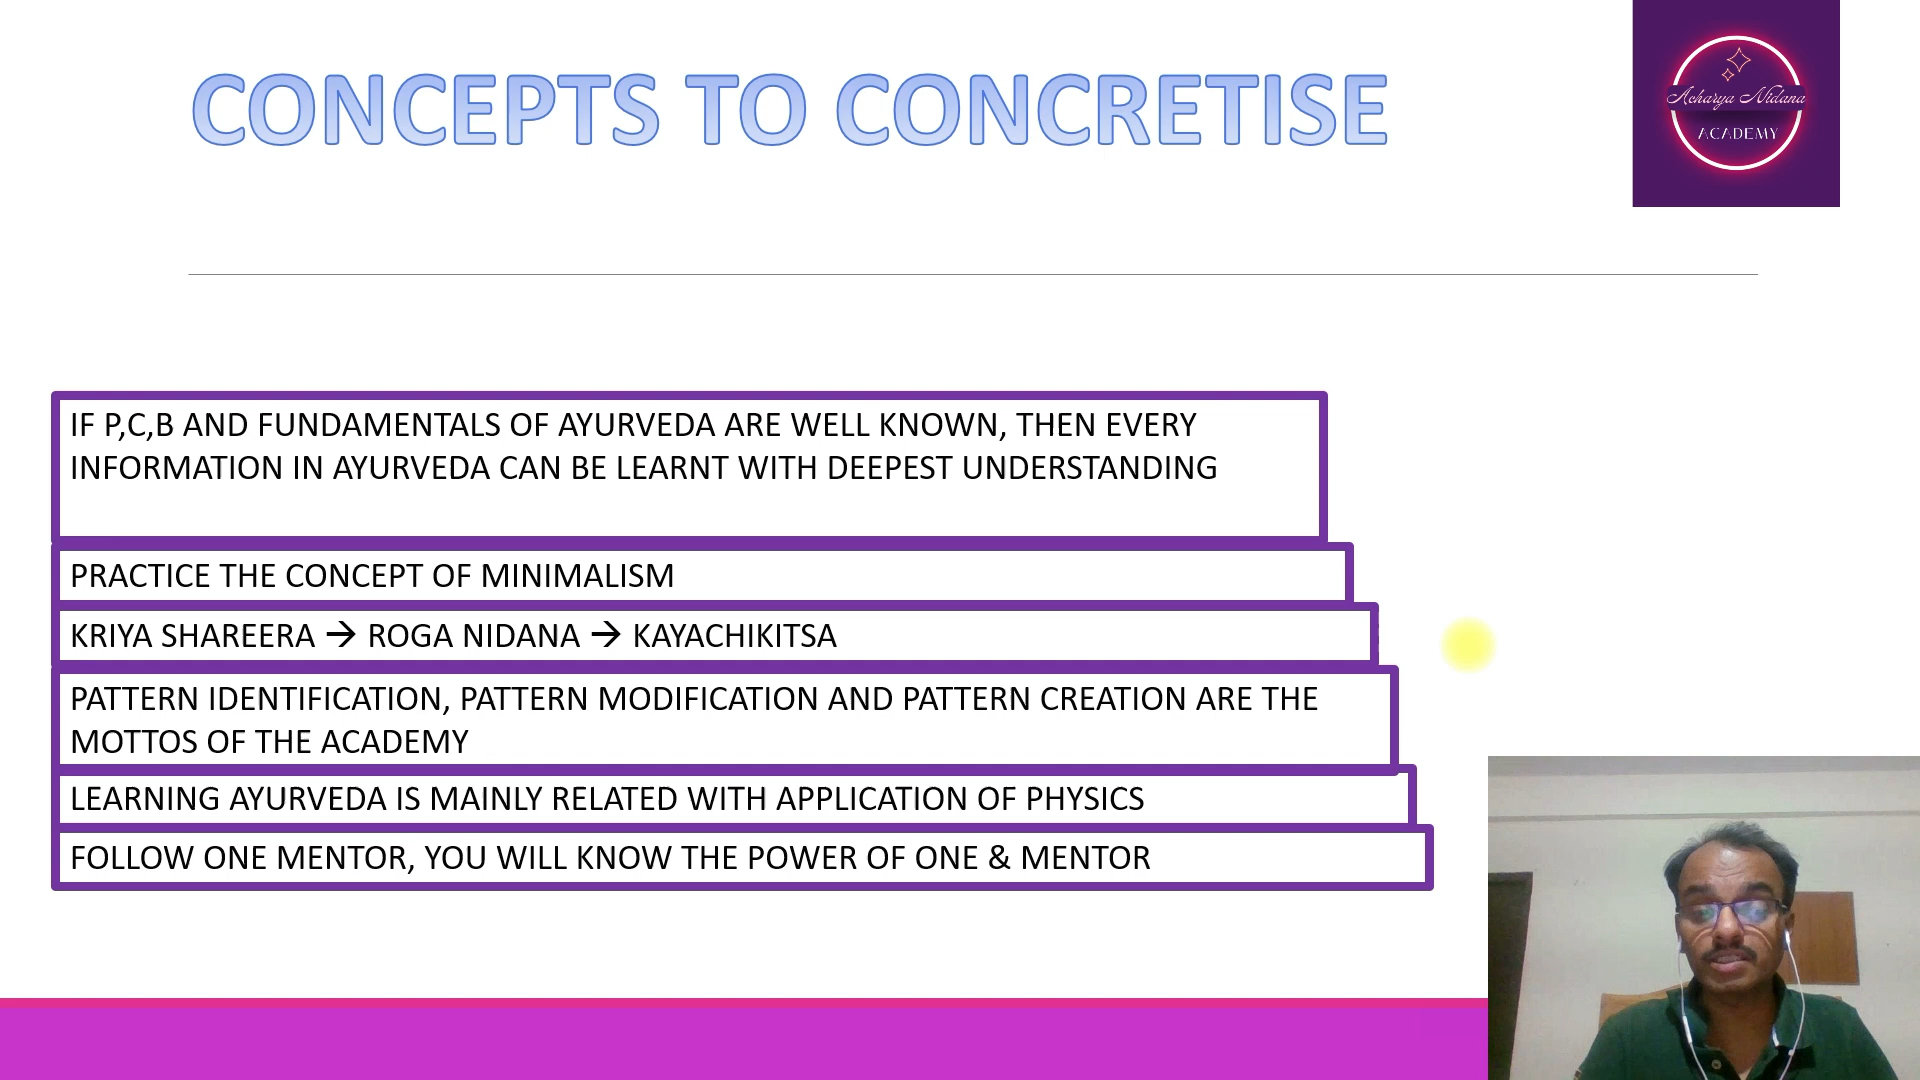 CONCEPTS TO CONCRETISE
Acharya Nidana
ACADEMY
IF P,C,B AND FUNDAMENTALS OF AYURVEDA ARE WELL KNOWN, THEN EVERY
INFORMATION IN AYURVEDA CAN BE LEARNT WITH DEEPEST UNDERSTANDING
PRACTICE THE CONCEPT OF MINIMALISM
KRIYA SHAREERA → ROGA NIDANA → KAYACHIKITSA
PATTERN IDENTIFICATION, PATTERN MODIFICATION AND PATTERN CREATION ARE THE
MOTTOS OF THE ACADEMY
LEARNING AYURVEDA IS MAINLY RELATED WITH APPLICATION OF PHYSICS
FOLLOW ONE MENTOR, YOU WILL KNOW THE POWER OF ONE & MENTOR